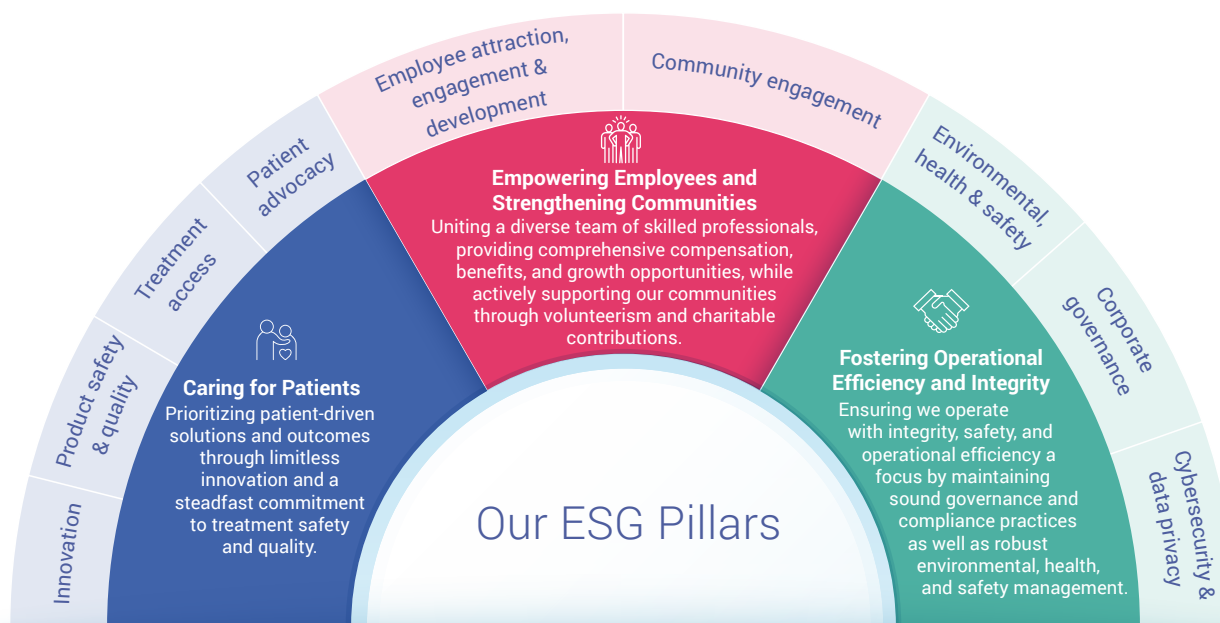 Innovation
Product safety
& quality
Treatment
access
Patient
advocacy
Employee attraction,
engagement &
development
Community engagement
Environmental,
health & safety
Corporate
governance
Cybersecurity &
data privacy
Caring for Patients
Prioritizing patient-driven
solutions and outcomes
through limitless
innovation and a
steadfast commitment
to treatment safety
and quality.
Empowering Employees and
Strengthening Communities
Uniting a diverse team of skilled professionals,
providing comprehensive compensation,
benefits, and growth opportunities, while
actively supporting our communities
through volunteerism and charitable
contributions.
Fostering Operational
Efficiency and Integrity
Ensuring we operate
with integrity, safety, and
operational efficiency a
focus by maintaining
sound governance and
compliance practices
as well as robust
environmental, health,
and safety management.
Our ESG Pillars